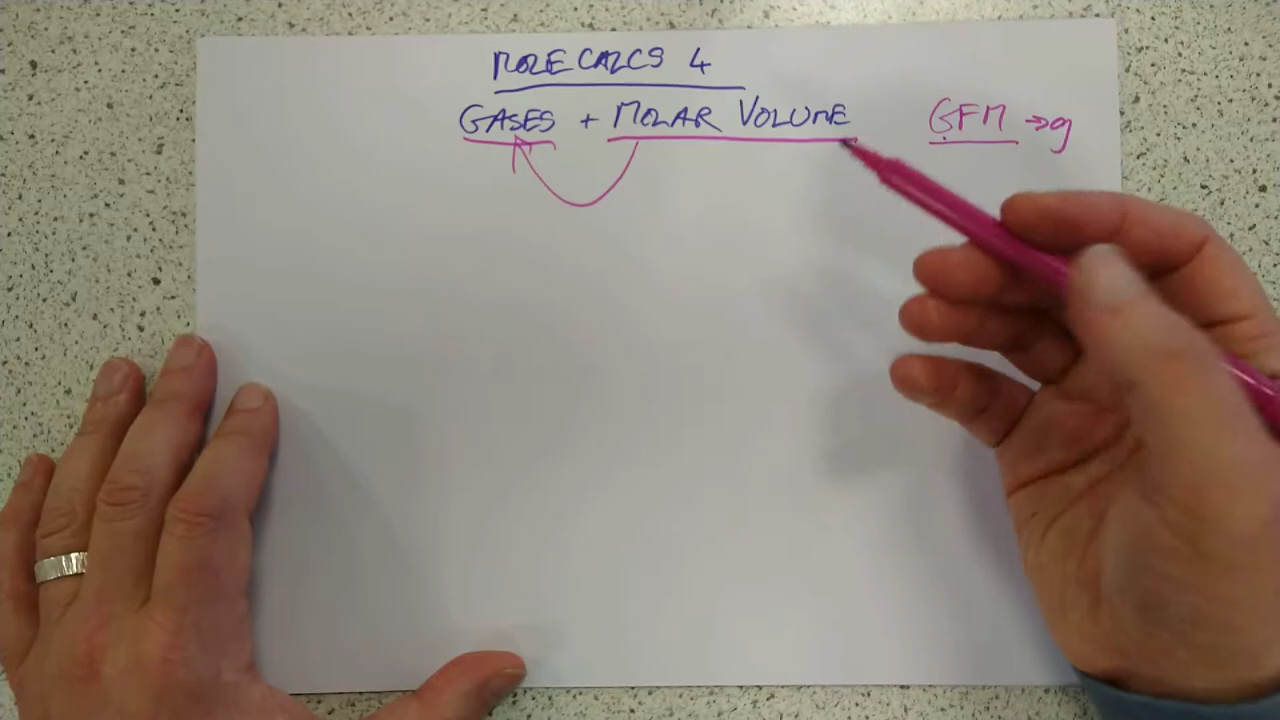 MOLE CALCS 4
GASES + MOLAR VOLUME
GFM → g